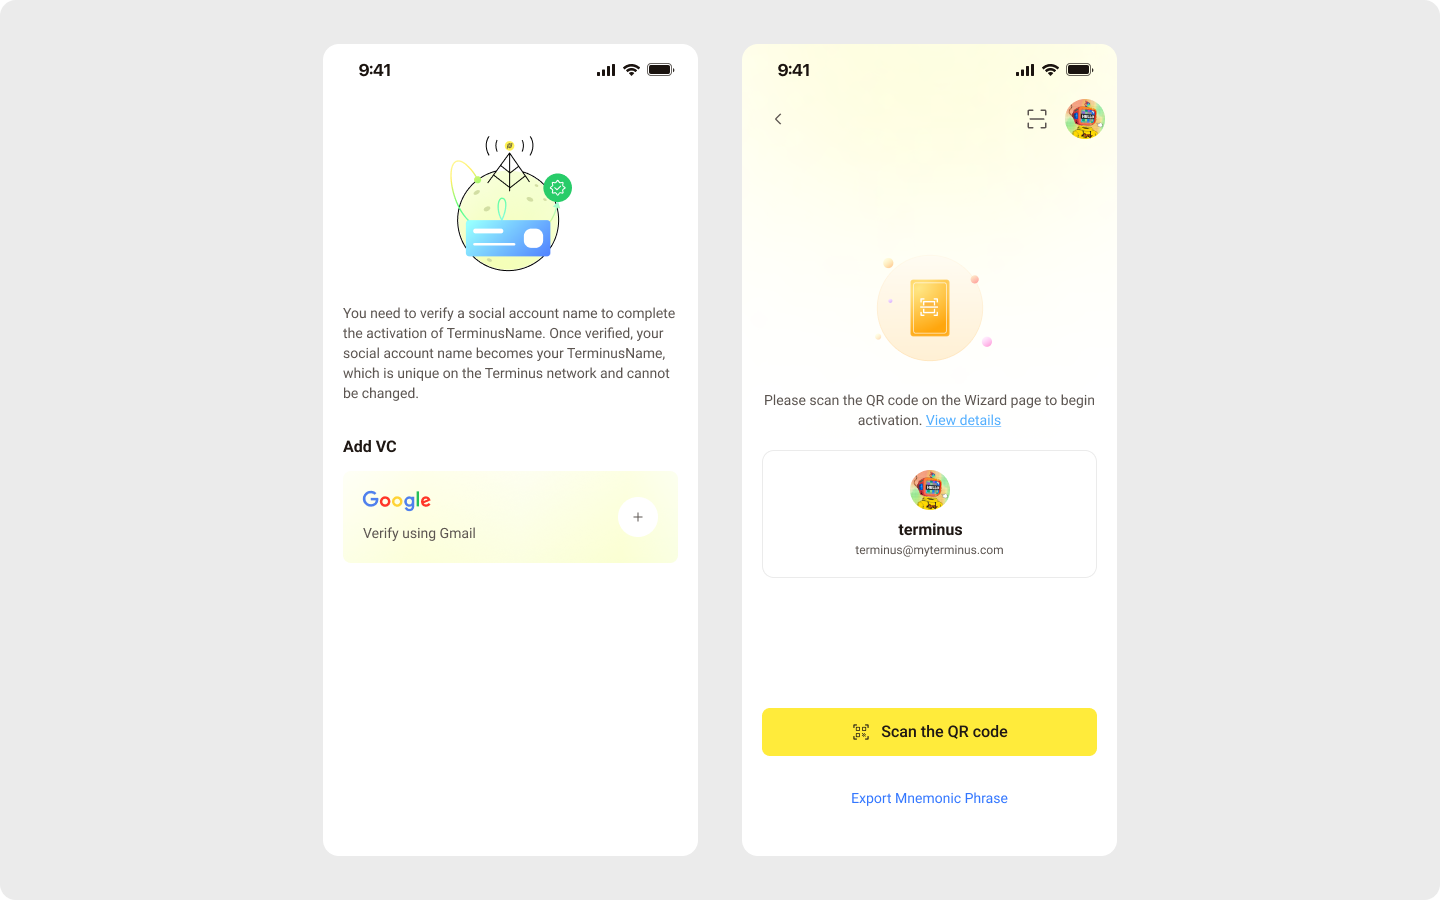 9:41
You need to verify a social account name to complete
the activation of TerminusName. Once verified, your
social account name becomes your TerminusName,
which is unique on the Terminus network and cannot
be changed.
Add VC
Google
Verify using Gmail
9:41
Please scan the QR code on the Wizard page to begin
activation. View details
terminus
terminus@myterminus.com
Scan the QR code
Export Mnemonic Phrase